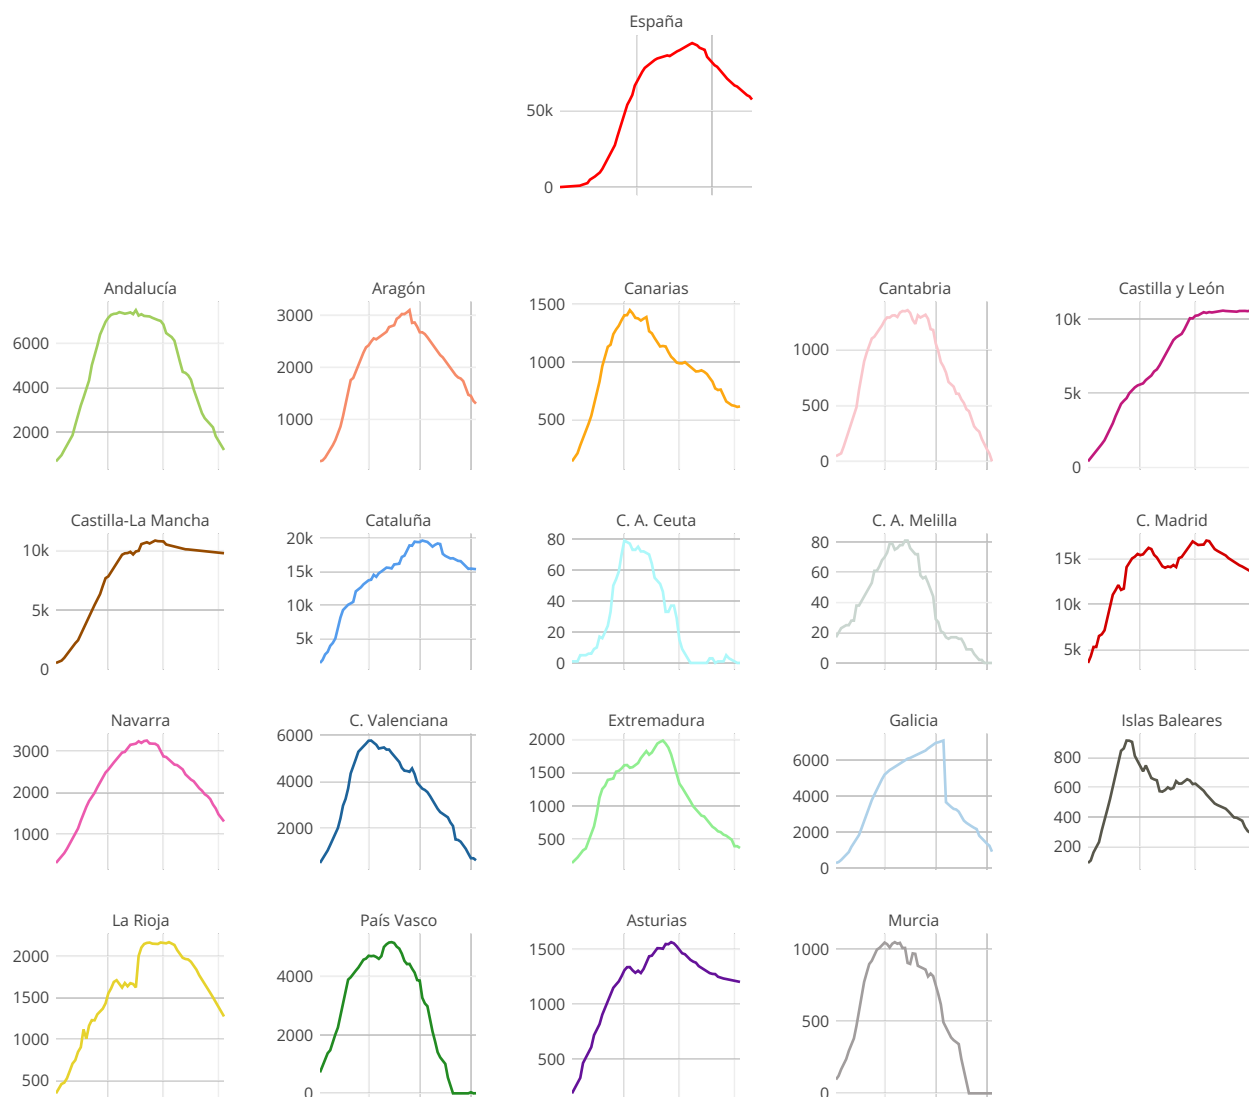 España
50k
0
Andalucía
6000
4000
2000
Aragón
3000
2000
1000
Canarias
1500
1000
500
Cantabria
1000
500
0
Castilla y León
10k
5k
0
Castilla-La Mancha
10k
5k
0
Cataluña
20k
15k
10k
5k
C. A. Ceuta
80
60
40
20
0
C. A. Melilla
80
60
40
20
0
C. Madrid
15k
10k
5k
Navarra
3000
2000
1000
C. Valenciana
6000
4000
2000
Extremadura
2000
1500
1000
500
Galicia
6000
4000
2000
0
Islas Baleares
800
600
400
200
La Rioja
2000
1500
1000
500
País Vasco
4000
2000
0
Asturias
1500
1000
500
Murcia
1000
500
0